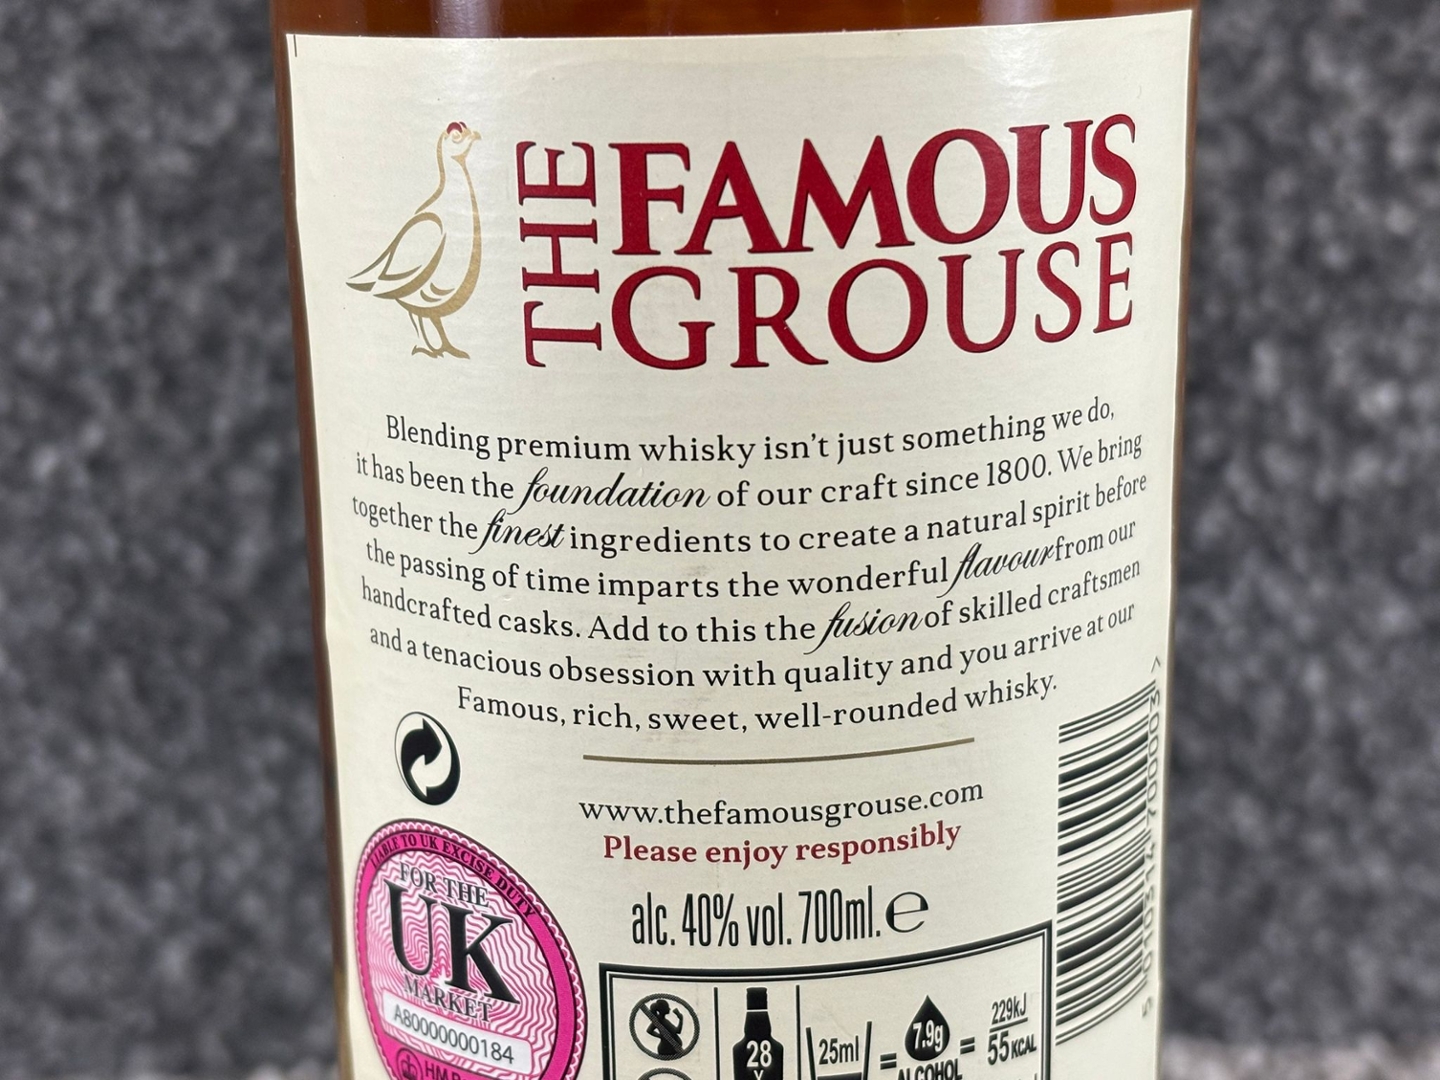 THE FAMOUS
GROUSE
Blending premium whisky isn't just something we do,
it has been the foundation of our craft since 1800. We bring
together the finest ingredients to create a natural spirit before
the passing of time imparts the wonderful flavour from our
handcrafted casks. Add to this the fusion of skilled craftsmen
and a tenacious obsession with quality and you arrive at our
Famous, rich, sweet, well-rounded whisky.
www.thefamousgrouse.com
Please enjoy responsibly
alc. 40% vol. 700ml. e
LIABLE TO UK EXCISE DUTY
FOR THE
UK
MARKET
A80000000184
28
25ml
=
7.9g
ALCOHOL
=
229kJ
55KCAL